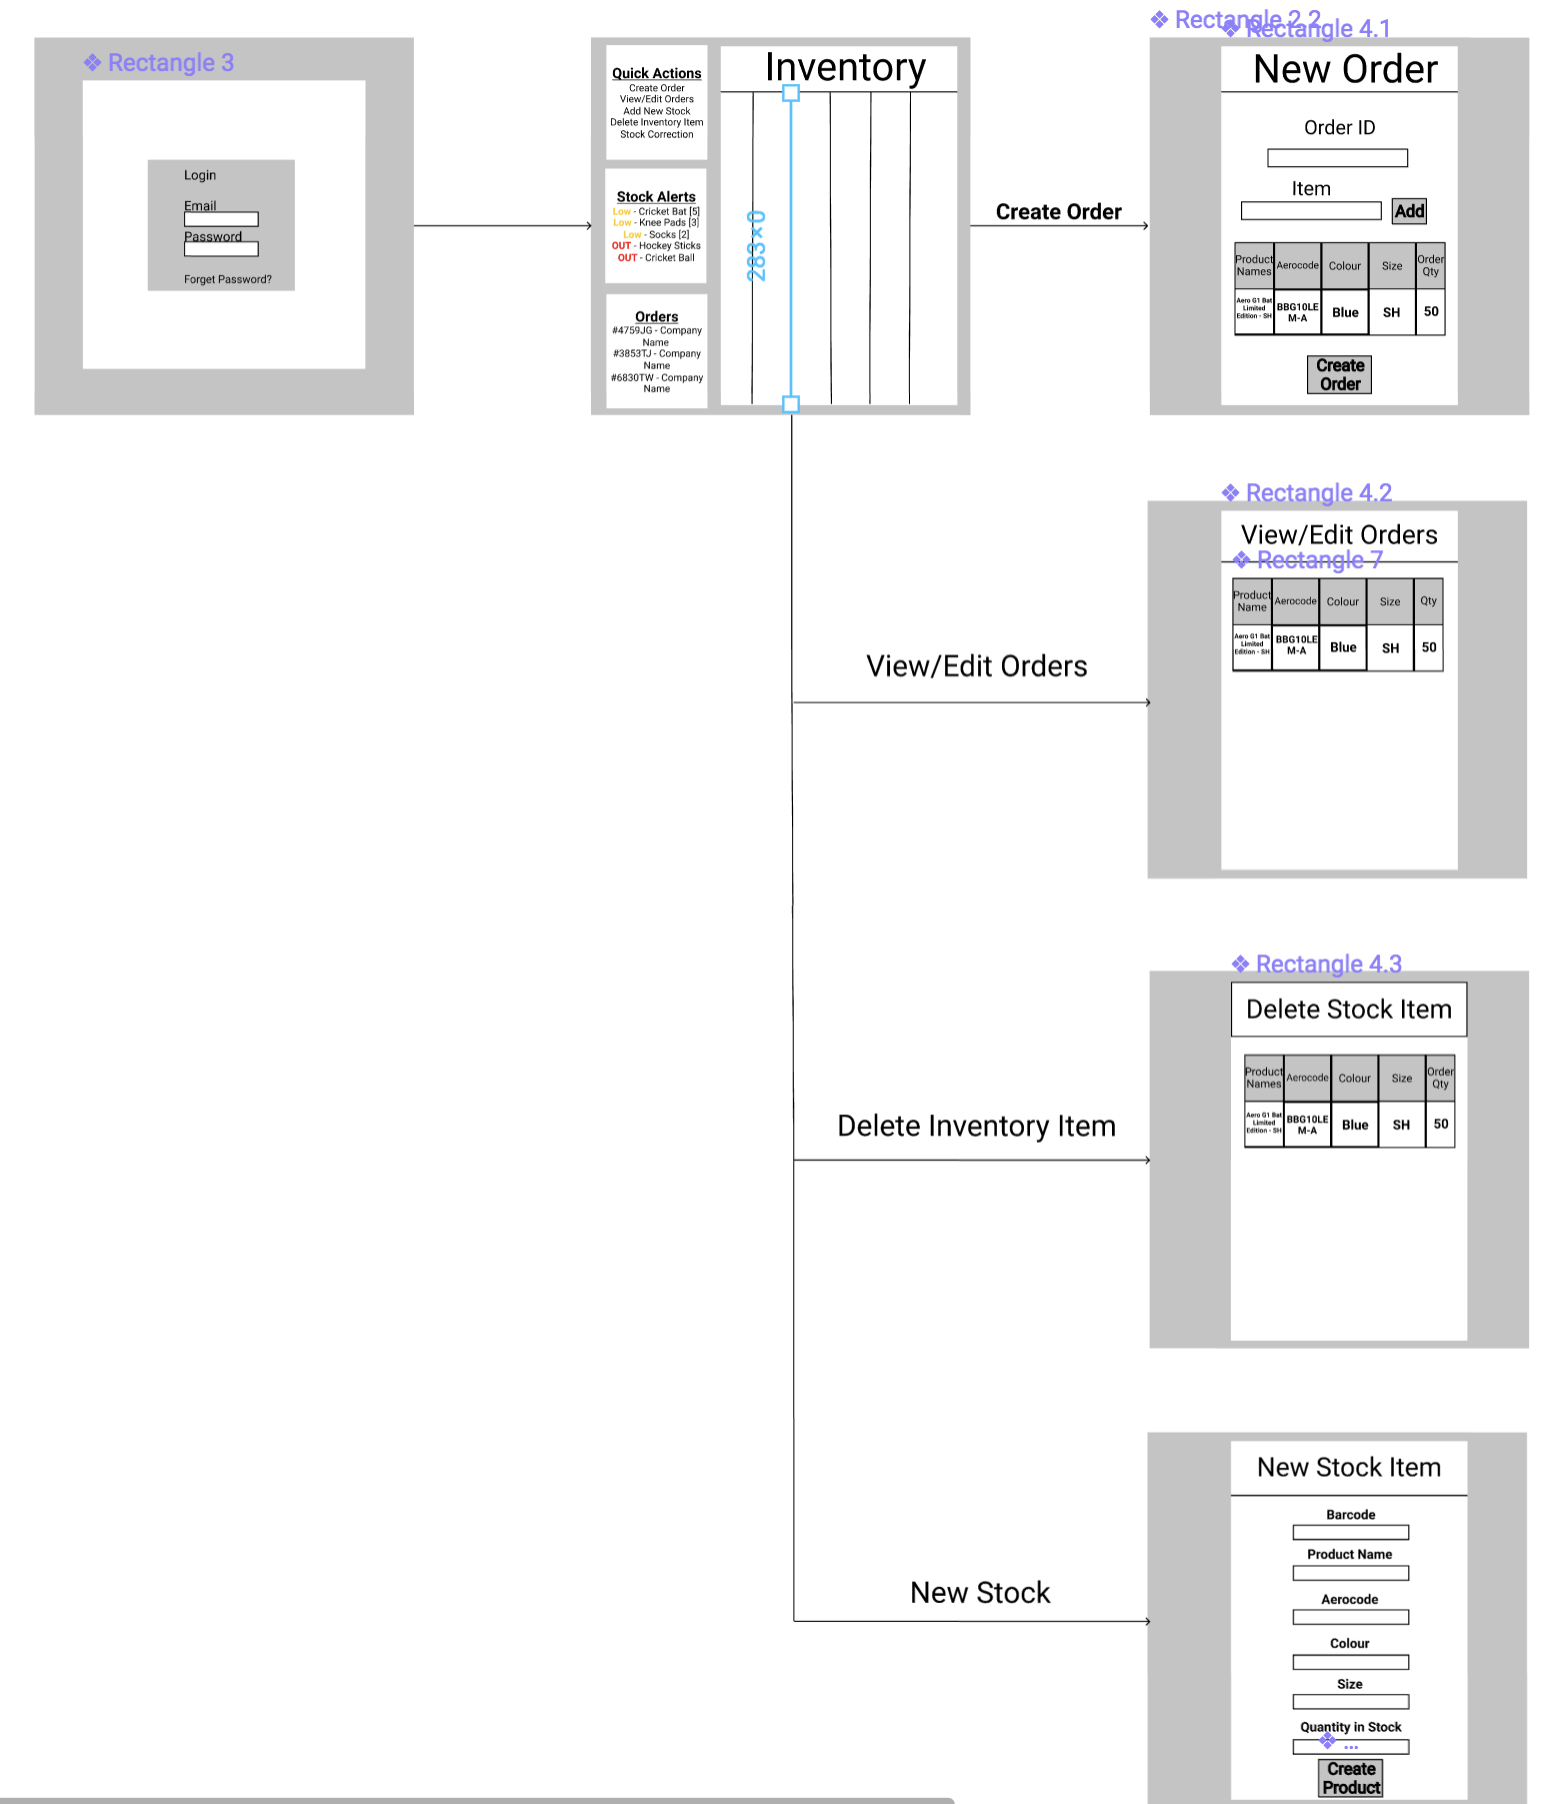 Rectangle 3
Login
Email
Password
Forget Password?
Quick Actions
Create Order
View/Edit Orders
Add New Stock
Delete Inventory Item
Stock Correction
Stock Alerts
Low - Cricket Bat [5]
Low - Knee Pads [3]
Low - Socks [2]
OUT - Hockey Sticks
OUT - Cricket Ball
Orders
#4759JG - Company
Name
#3853TJ - Company
Name
#6830TW - Company
Name
Inventory
283×0
Create Order
Rectangle 2.2
Rectangle 4.1
New Order
Order ID
Item
Add
Product Names
Aerocode
Colour
Size
Order Qty
Aero G1 Bat
Limited
Edition - SH
BBG10LE
M-A
Blue
SH
50
Create
Order
View/Edit Orders
Rectangle 4.2
View/Edit Orders
Rectangle 7
Product
Name
Aerocode
Colour
Size
Qty
Aero G1 Bat
Limited
Edition - SH
BBG10LE
M-A
Blue
SH
50
Delete Inventory Item
Rectangle 4.3
Delete Stock Item
Product
Names
Aerocode
Colour
Size
Order
Qty
Aero G1 Bat
Limited
Edition - SH
BBG10LE
M-A
Blue
SH
50
New Stock
New Stock Item
Barcode
Product Name
Aerocode
Colour
Size
Quantity in Stock
...
Create
Product